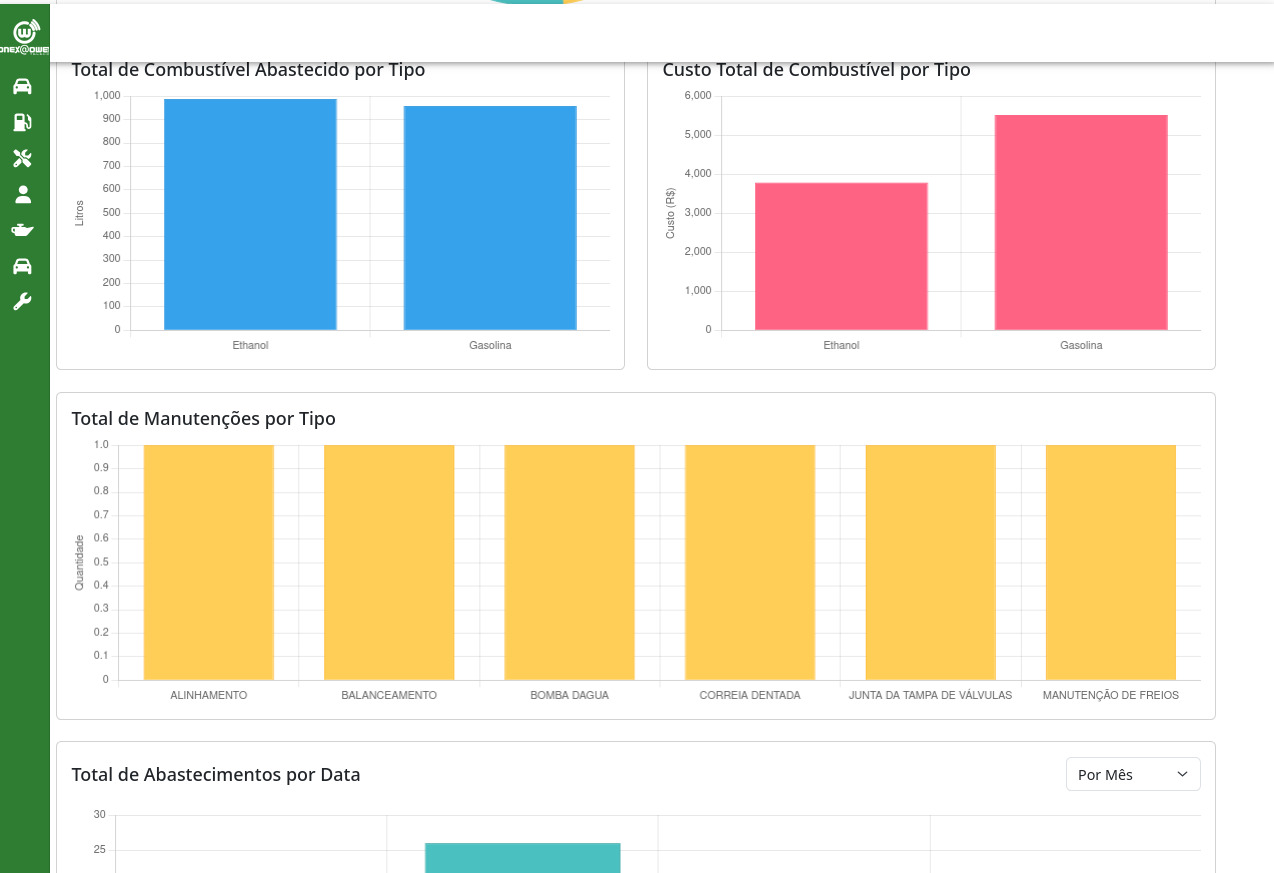 Total de Combustível Abastecido por Tipo
1,000
900
800
700
600
500
400
300
200
100
0
Litros
Ethanol
Gasolina
Custo Total de Combustível por Tipo
6,000
5,000
4,000
3,000
2,000
1,000
0
Custo (R$)
Ethanol
Gasolina
Total de Manutenções por Tipo
1.0
0.9
0.8
0.7
0.6
0.5
0.4
0.3
0.2
0.1
0
Quantidade
ALINHAMENTO
BALANCEAMENTO
BOMBA DAGUA
CORREIA DENTADA
JUNTA DA TAMPA DE VÁLVULAS
MANUTENÇÃO DE FREIOS
Total de Abastecimentos por Data
Por Mês
30
25